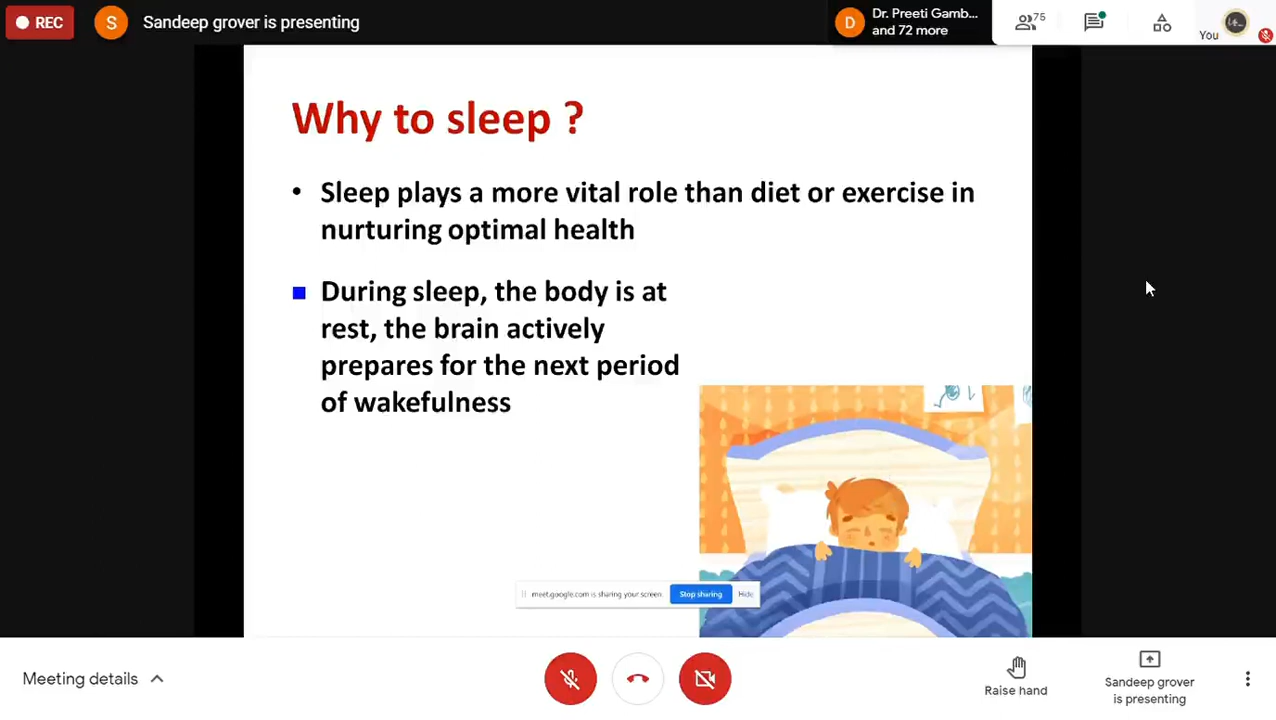 REC
S
Sandeep grover is presenting
D
Dr. Preeti Gamb...
and 72 more
75
You
Why to sleep ?
• Sleep plays a more vital role than diet or exercise in
nurturing optimal health
During sleep, the body is at
rest, the brain actively
prepares for the next period
of wakefulness
meet.google.com is sharing your screen.
Stop sharing
Hide
Meeting details
Raise hand
Sandeep grover
is presenting